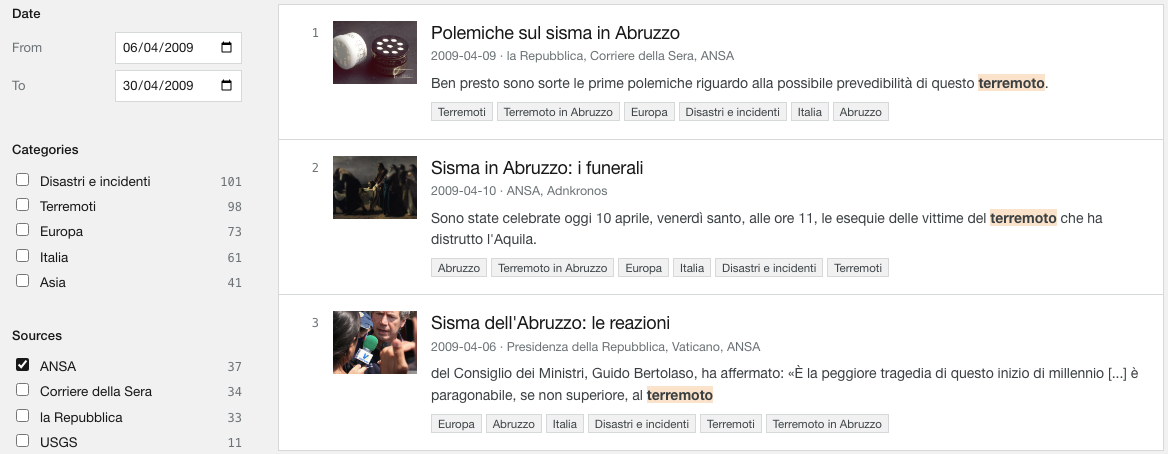 Date
From 06/04/2009
To 30/04/2009
Categories
Disastri e incidenti 101
Terremoti 98
Europa 73
Italia 61
Asia 41
Sources
ANSA 37
Corriere della Sera 34
la Repubblica 33
USGS 11
1
Polemiche sul sisma in Abruzzo
2009-04-09 · la Repubblica, Corriere della Sera, ANSA
Ben presto sono sorte le prime polemiche riguardo alla possibile prevedibilità di questo terremoto.
Terremoti Terremoto in Abruzzo Europa Disastri e incidenti Italia Abruzzo
2
Sisma in Abruzzo: i funerali
2009-04-10 · ANSA, Adnkronos
Sono state celebrate oggi 10 aprile, venerdì santo, alle ore 11, le esequie delle vittime del terremoto che ha
distrutto l'Aquila.
Abruzzo Terremoto in Abruzzo Europa Italia Disastri e incidenti Terremoti
3
Sisma dell'Abruzzo: le reazioni
2009-04-06 · Presidenza della Repubblica, Vaticano, ANSA
del Consiglio dei Ministri, Guido Bertolaso, ha affermato: «È la peggiore tragedia di questo inizio di millennio [...] è
paragonabile, se non superiore, al terremoto
Europa Abruzzo Italia Disastri e incidenti Terremoti Terremoto in Abruzzo